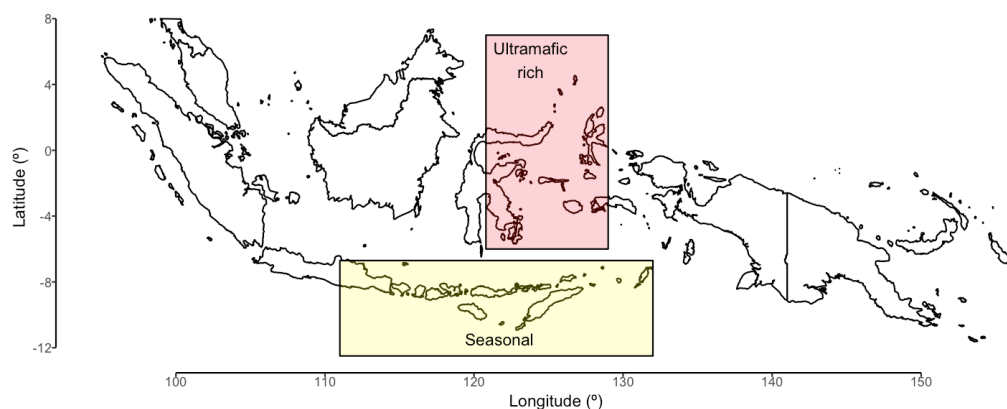 8
4
0
-4
-8
-12
Latitude (º)
Ultramafic
rich
Seasonal
100
110
120
130
140
150
Longitude (º)